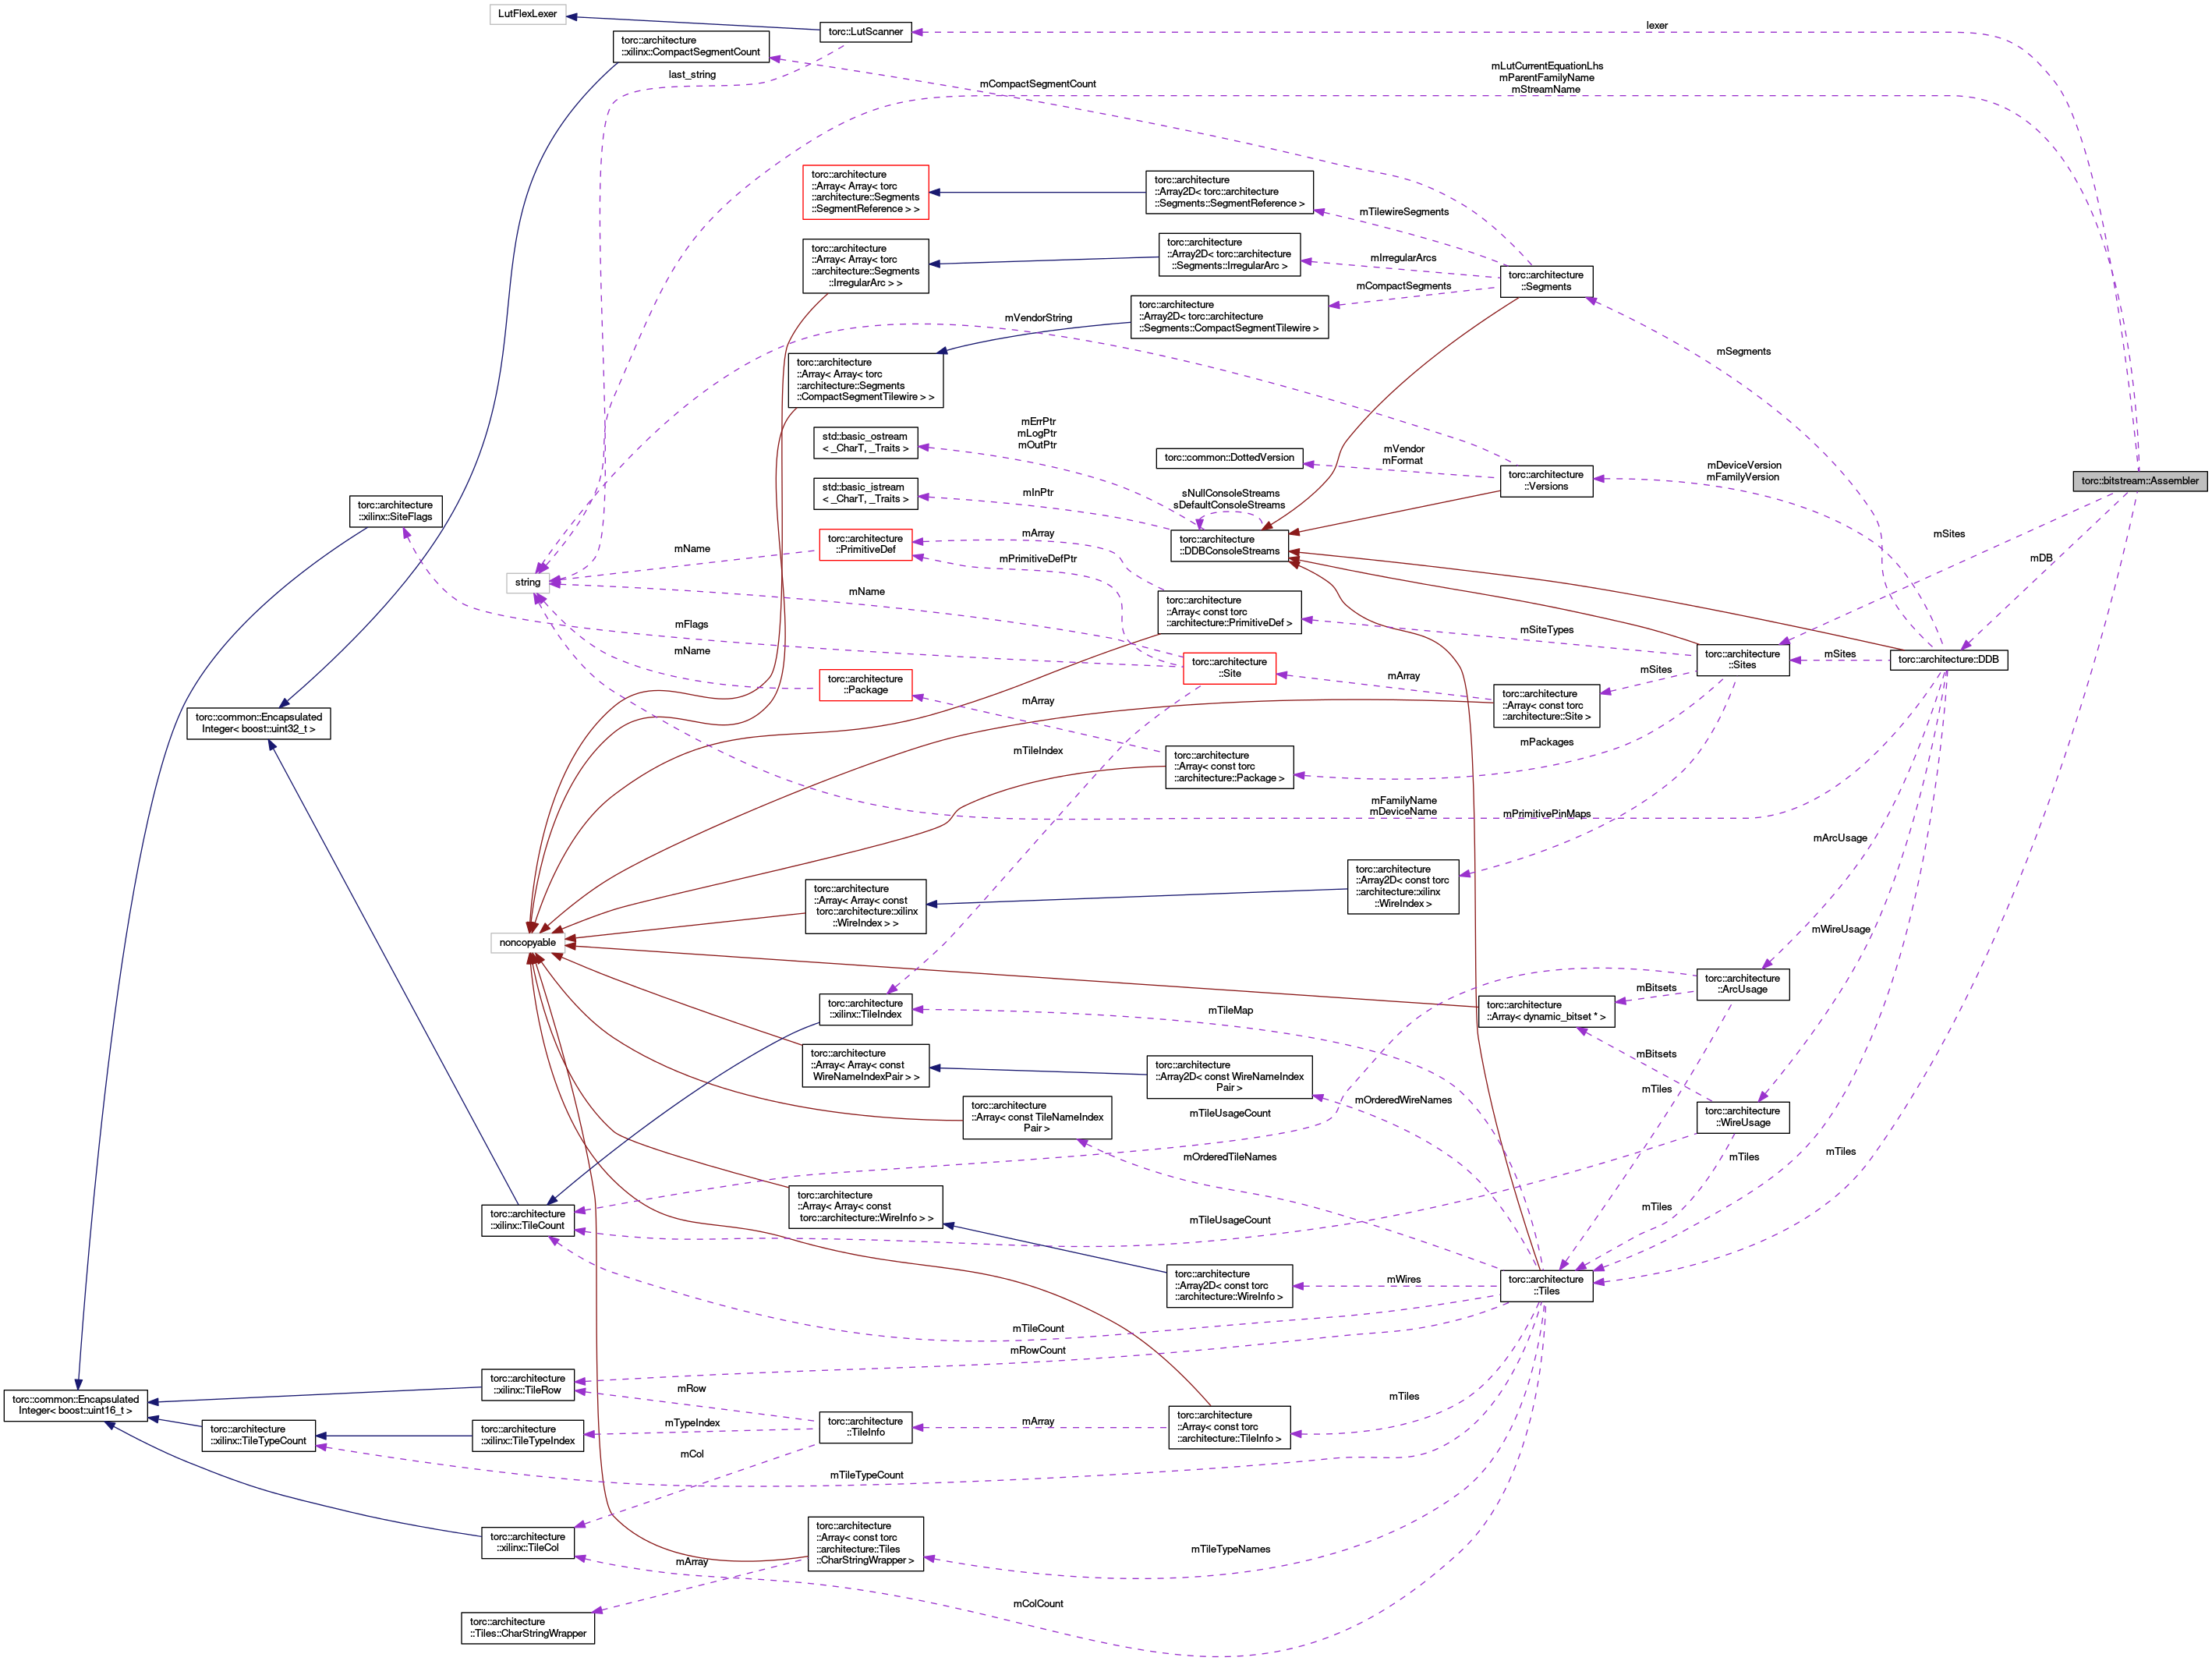 LutFlexLexer
torc::LutScanner
lexer
torc::architecture
::xilinx::CompactSegmentCount
last_string
mCompactSegmentCount
mLutCurrentEquationLhs
mParentFamilyName
mStreamName
torc::architecture
::Array< Array< torc
::architecture::Segments
::SegmentReference > >
torc::architecture
::Array2D< torc::architecture
::Segments::SegmentReference >
mTilewireSegments
torc::architecture
::Array< Array< torc
::architecture::Segments
::IrregularArc > >
torc::architecture
::Array2D< torc::architecture
::Segments::IrregularArc >
mIrregularArcs
torc::architecture
::Segments
mCompactSegments
torc::architecture
::Array2D< torc::architecture
::Segments::CompactSegmentTilewire >
mVendorString
torc::architecture
::Array< Array< torc
::architecture::Segments
::CompactSegmentTilewire > >
mSegments
std::basic_ostream
< _CharT, _Traits >
mErrPtr
mLogPtr
mOutPtr
torc::common::DottedVersion
mVendor
mFormat
torc::architecture
::Versions
mDeviceVersion
mFamilyVersion
torc::bitstream::Assembler
std::basic_istream
< _CharT, _Traits >
mInPtr
sNullConsoleStreams
sDefaultConsoleStreams
torc::architecture
::xilinx::SiteFlags
torc::architecture
::PrimitiveDef
mArray
torc::architecture
::DDBConsoleStreams
mSites
mName
mPrimitiveDefPtr
mDB
string
mName
torc::architecture
::Array< const torc
::architecture::PrimitiveDef >
mFlags
mSiteTypes
mName
torc::architecture
::Site
torc::architecture
::Sites
mSites
torc::architecture::DDB
torc::architecture
::Package
mArray
mArray
mSites
torc::architecture
::Array< const torc
::architecture::Site >
torc::common::Encapsulated
Integer< boost::uint32_t >
mTileIndex
mPackages
torc::architecture
::Array< const torc
::architecture::Package >
mFamilyName
mDeviceName
mPrimitivePinMaps
mArcUsage
torc::architecture
::Array< Array< const
torc::architecture::xilinx
::WireIndex > >
torc::architecture
::Array2D< const torc
::architecture::xilinx
::WireIndex >
noncopyable
mWireUsage
torc::architecture
::ArcUsage
mBitsets
torc::architecture
::xilinx::TileIndex
mTileMap
torc::architecture
::Array< dynamic_bitset * >
torc::architecture
::Array< Array< const
WireNameIndexPair > >
torc::architecture
::Array2D< const WireNameIndex
Pair >
mBitsets
mTiles
torc::architecture
::Array< const TileNameIndex
Pair >
mOrderedWireNames
mTileUsageCount
torc::architecture
::WireUsage
mOrderedTileNames
mTiles
mTiles
torc::architecture
::xilinx::TileCount
torc::architecture
::Array< Array< const
torc::architecture::WireInfo > >
mTileUsageCount
mTiles
torc::architecture
::Array2D< const torc
::architecture::WireInfo >
mWires
torc::architecture
::Tiles
mTileCount
mRowCount
torc::common::Encapsulated
Integer< boost::uint16_t >
torc::architecture
::xilinx::TileRow
mRow
mTiles
torc::architecture
::xilinx::TileTypeCount
torc::architecture
::xilinx::TileTypeIndex
mTypeIndex
torc::architecture
::TileInfo
mArray
torc::architecture
::Array< const torc
::architecture::TileInfo >
mCol
mTileTypeCount
torc::architecture
::xilinx::TileCol
torc::architecture
::Array< const torc
::architecture::Tiles
::CharStringWrapper >
mTileTypeNames
mArray
mColCount
torc::architecture
::Tiles::CharStringWrapper